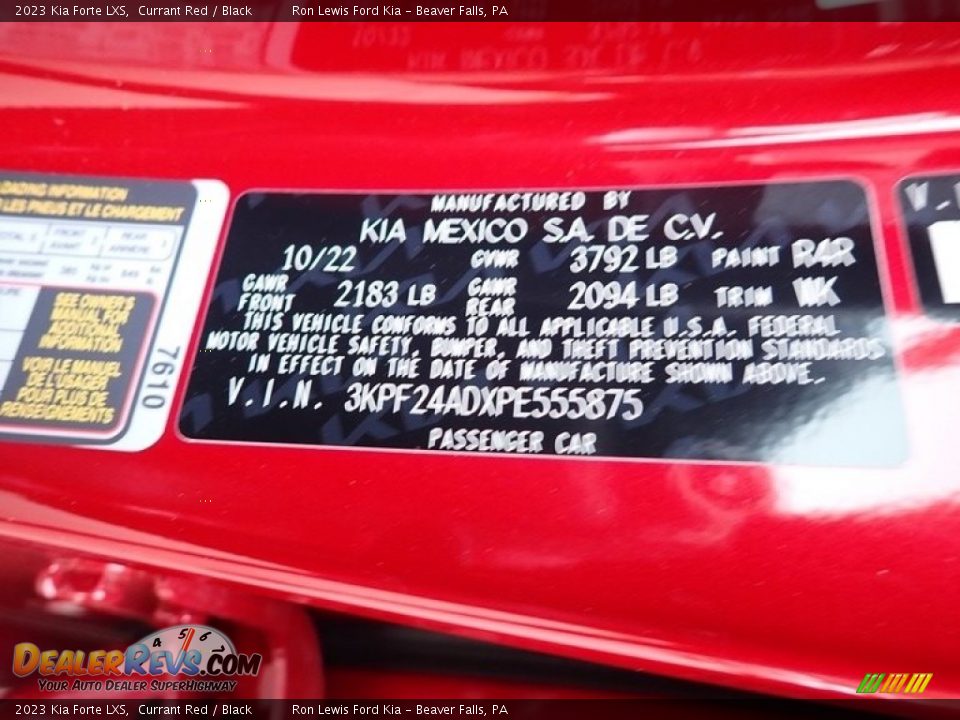 2023 Kia Forte LXS, Currant Red / Black Ron Lewis Ford Kia - Beaver Falls, PA
LOADING INFORMATION
LES PNEUS ET LE CHARGEMENT
SEE OWNER'S
MANUAL FOR
ADDITIONAL
INFORMATION
VOIR LE MANUEL
DE L'USAGER
POUR PLUS DE
RENSEIGNEMENTS
7610
MANUFACTURED BY
KIA MEXICO S.A. DE C.V.
10/22 GVWR 3792 LB PAINT R4R
GAWR FRONT 2183 LB GAWR REAR 2094 LB TRIM WK
THIS VEHICLE CONFORMS TO ALL APPLICABLE U.S.A. FEDERAL
MOTOR VEHICLE SAFETY, BUMPER, AND THEFT PREVENTION STANDARDS
IN EFFECT ON THE DATE OF MANUFACTURE SHOWN ABOVE.
V.I.N. 3KPF24ADXPE555875
PASSENGER CAR
V.
4 5 6
DEALERREVS.COM
YOUR AUTO DEALER SUPERHIGHWAY
2023 Kia Forte LXS, Currant Red / Black Ron Lewis Ford Kia - Beaver Falls, PA